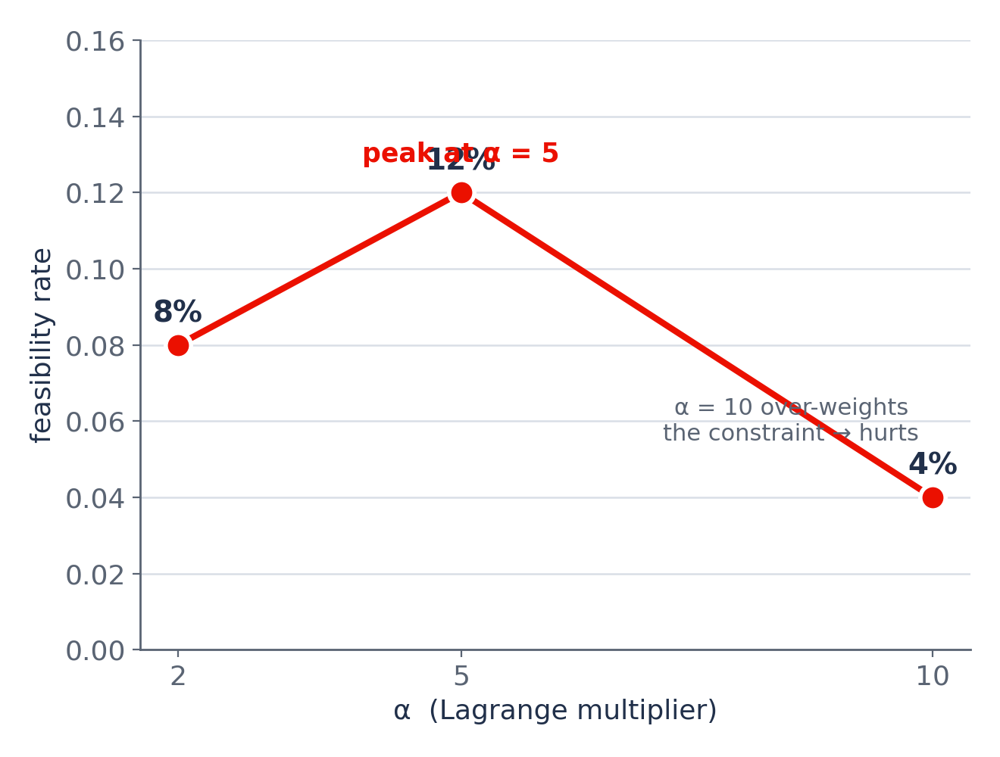 0.16
0.14
peak at α = 5
12%
0.12
0.10
8%
0.08
α = 10 over-weights
the constraint → hurts
0.06
4%
0.04
0.02
0.00
feasibility rate
2 5 10
α (Lagrange multiplier)